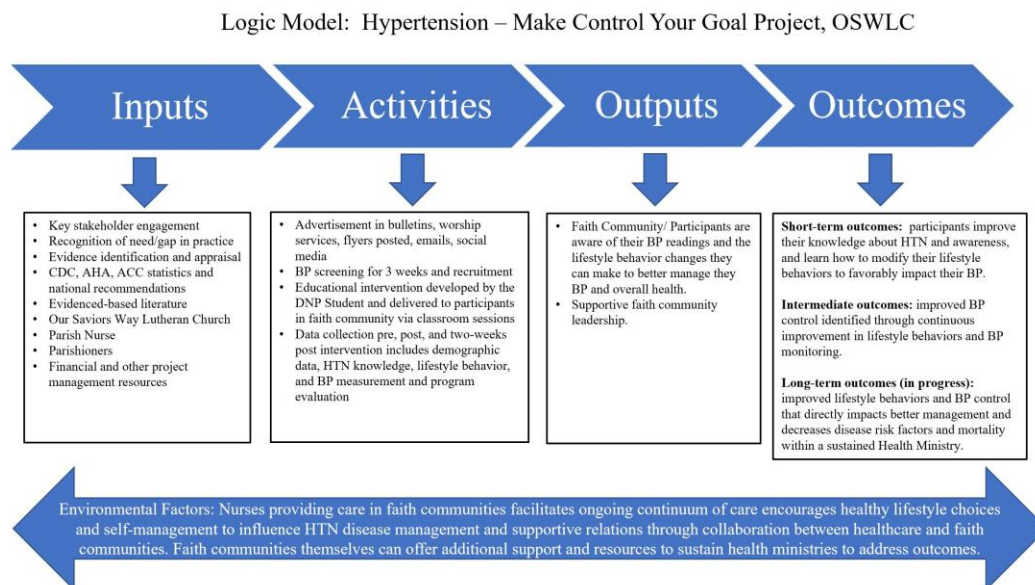 Logic Model:  Hypertension – Make Control Your Goal Project, OSWLC
Inputs
Activities
Outputs
Outcomes
• Key stakeholder engagement
• Recognition of need/gap in practice
• Evidence identification and appraisal
• CDC, AHA, ACC statistics and
national recommendations
• Evidenced-based literature
• Our Saviors Way Lutheran Church
• Parish Nurse
• Parishioners
• Financial and other project
management resources
• Advertisement in bulletins, worship
services, flyers posted, emails, social
media
• BP screening for 3 weeks and recruitment
• Educational intervention developed by the
DNP Student and delivered to participants
in faith community via classroom sessions
• Data collection pre, post, and two-weeks
post intervention includes demographic
data, HTN knowledge, lifestyle behavior,
and BP measurement and program
evaluation
• Faith Community/ Participants are
aware of their BP readings and the
lifestyle behavior changes they
can make to better manage they
BP and overall health.
• Supportive faith community
leadership.
Short-term outcomes:  participants improve
their knowledge about HTN and awareness,
and learn how to modify their lifestyle
behaviors to favorably impact their BP.
Intermediate outcomes: improved BP
control identified through continuous
improvement in lifestyle behaviors and BP
monitoring.
Long-term outcomes (in progress):
improved lifestyle behaviors and BP control
that directly impacts better management and
decreases disease risk factors and mortality
within a sustained Health Ministry.
Environmental Factors: Nurses providing care in faith communities facilitates ongoing continuum of care encourages healthy lifestyle choices
and self-management to influence HTN disease management and supportive relations through collaboration between healthcare and faith
communities. Faith communities themselves can offer additional support and resources to sustain health ministries to address outcomes.